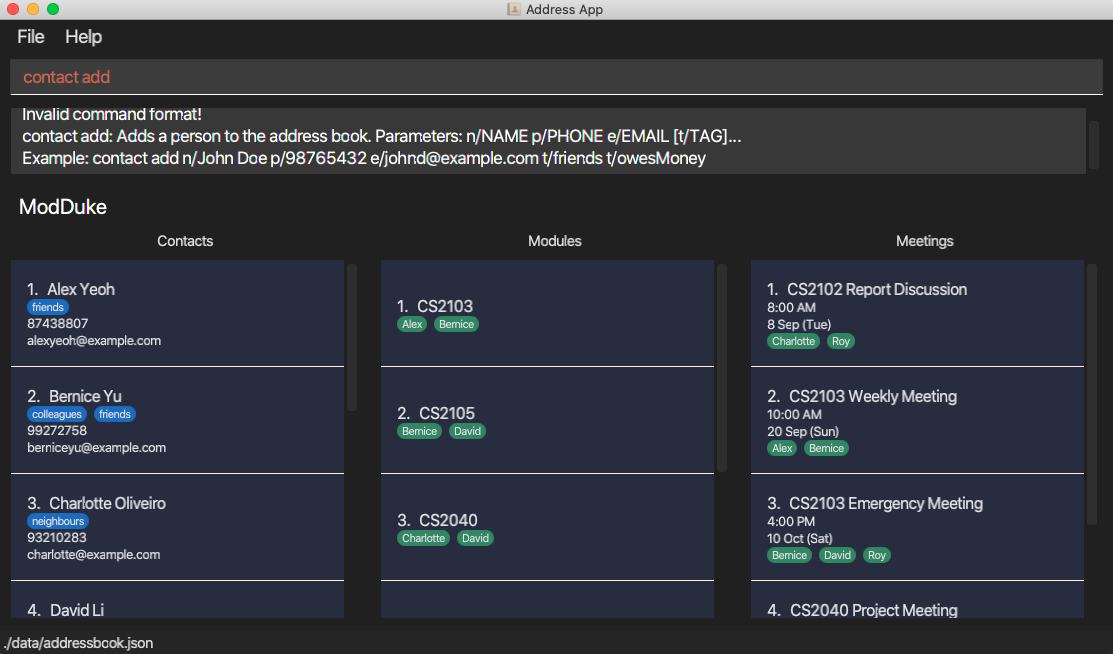 Address App
File Help
contact add
Invalid command format!
contact add: Adds a person to the address book. Parameters: n/NAME p/PHONE e/EMAIL [t/TAG]...
Example: contact add n/John Doe p/98765432 e/johnd@example.com t/friends t/owesMoney
ModDuke
Contacts
1. Alex Yeoh
friends
87438807
alexyeoh@example.com
2. Bernice Yu
colleagues friends
99272758
berniceyu@example.com
3. Charlotte Oliveiro
neighbours
93210283
charlotte@example.com
4. David Li
Modules
1. CS2103
Alex Bernice
2. CS2105
Bernice David
3. CS2040
Charlotte David
Meetings
1. CS2102 Report Discussion
8:00 AM
8 Sep (Tue)
Charlotte Roy
2. CS2103 Weekly Meeting
10:00 AM
20 Sep (Sun)
Alex Bernice
3. CS2103 Emergency Meeting
4:00 PM
10 Oct (Sat)
Bernice David Roy
4. CS2040 Project Meeting
./data/addressbook.json